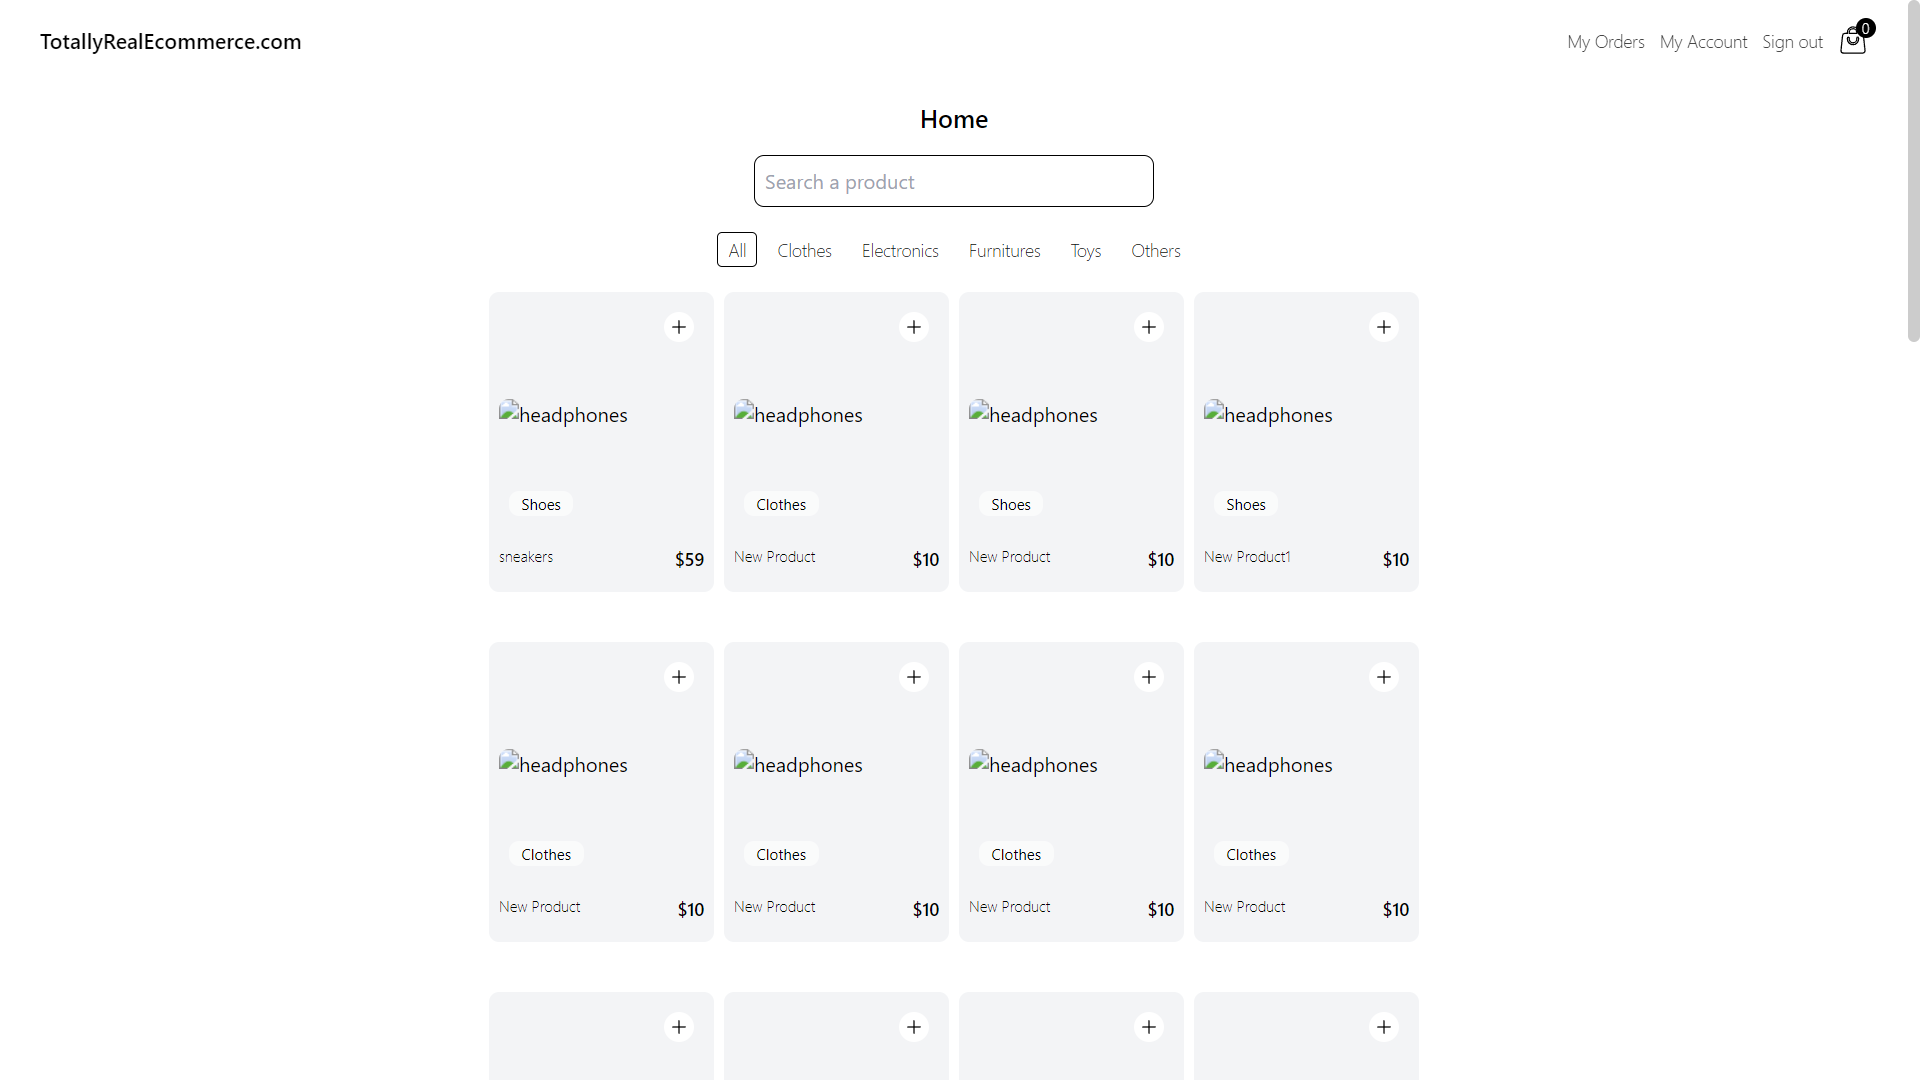 TotallyRealEcommerce.com
My Orders My Account Sign out 0
Home
Search a product
All Clothes Electronics Furnitures Toys Others
headphones headphones headphones headphones
Shoes Clothes Shoes Shoes
sneakers $59 New Product $10 New Product $10 New Product1 $10
headphones headphones headphones headphones
Clothes Clothes Clothes Clothes
New Product $10 New Product $10 New Product $10 New Product $10